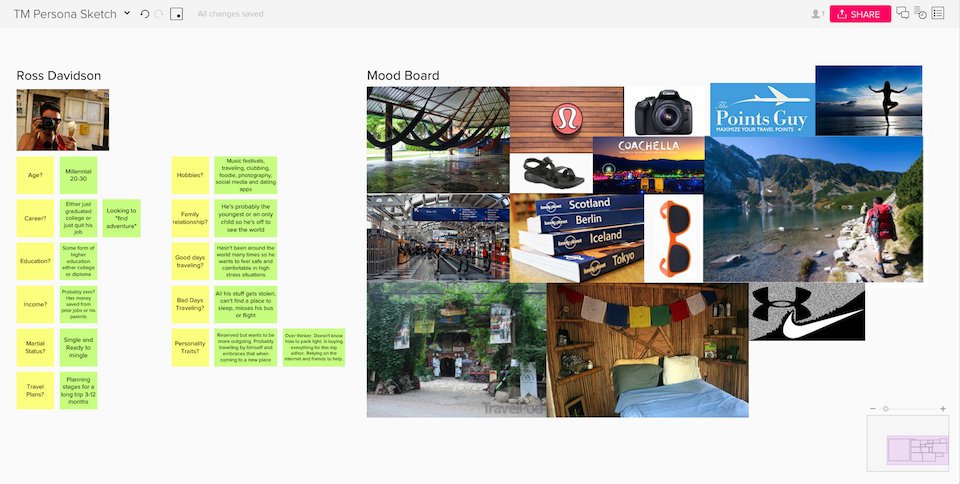 TM Persona Sketch
All changes saved
1
SHARE
Ross Davidson
Age?
Millennial
20-30
Career?
Either just
graduated
college or
just quit his
job
Looking to
"find
adventure"
Education?
Some form of
higher
education
either college
or diploma
Income?
Probably zero?
Has money
saved from
prior jobs or his
parents
Martial
Status?
Single and
Ready to
mingle
Travel
Plans?
Planning
stages for a
long trip 3-12
months
Hobbies?
Music festivals,
traveling, clubbing,
foodie, photography,
social media and dating
apps
Family
relationship?
He's probably the
youngest or an only
child so he's off to
see the world
Good days
traveling?
Hasn't been around the
world many times so he
wants to feel safe and
comfortable in high
stress situations
Bad Days
Traveling?
All his stuff gets stolen,
can't find a place to
sleep, misses his bus
or flight
Personality
Traits?
Reserved but wants to be
more outgoing. Probably
traveling by himself and
embraces that when
coming to a new place
Over thinker. Doesn't know
how to pack light. Is buying
everything for this trip
adhoc. Relying on the
internet and friends to help.
Mood Board
Canon
The
Points Guy
MAXIMIZE YOUR TRAVEL POINTS
COACHELLA
lonely planet
Scotland
lonely planet
Berlin
lonely planet
Iceland
lonely planet
Tokyo
TravelPod